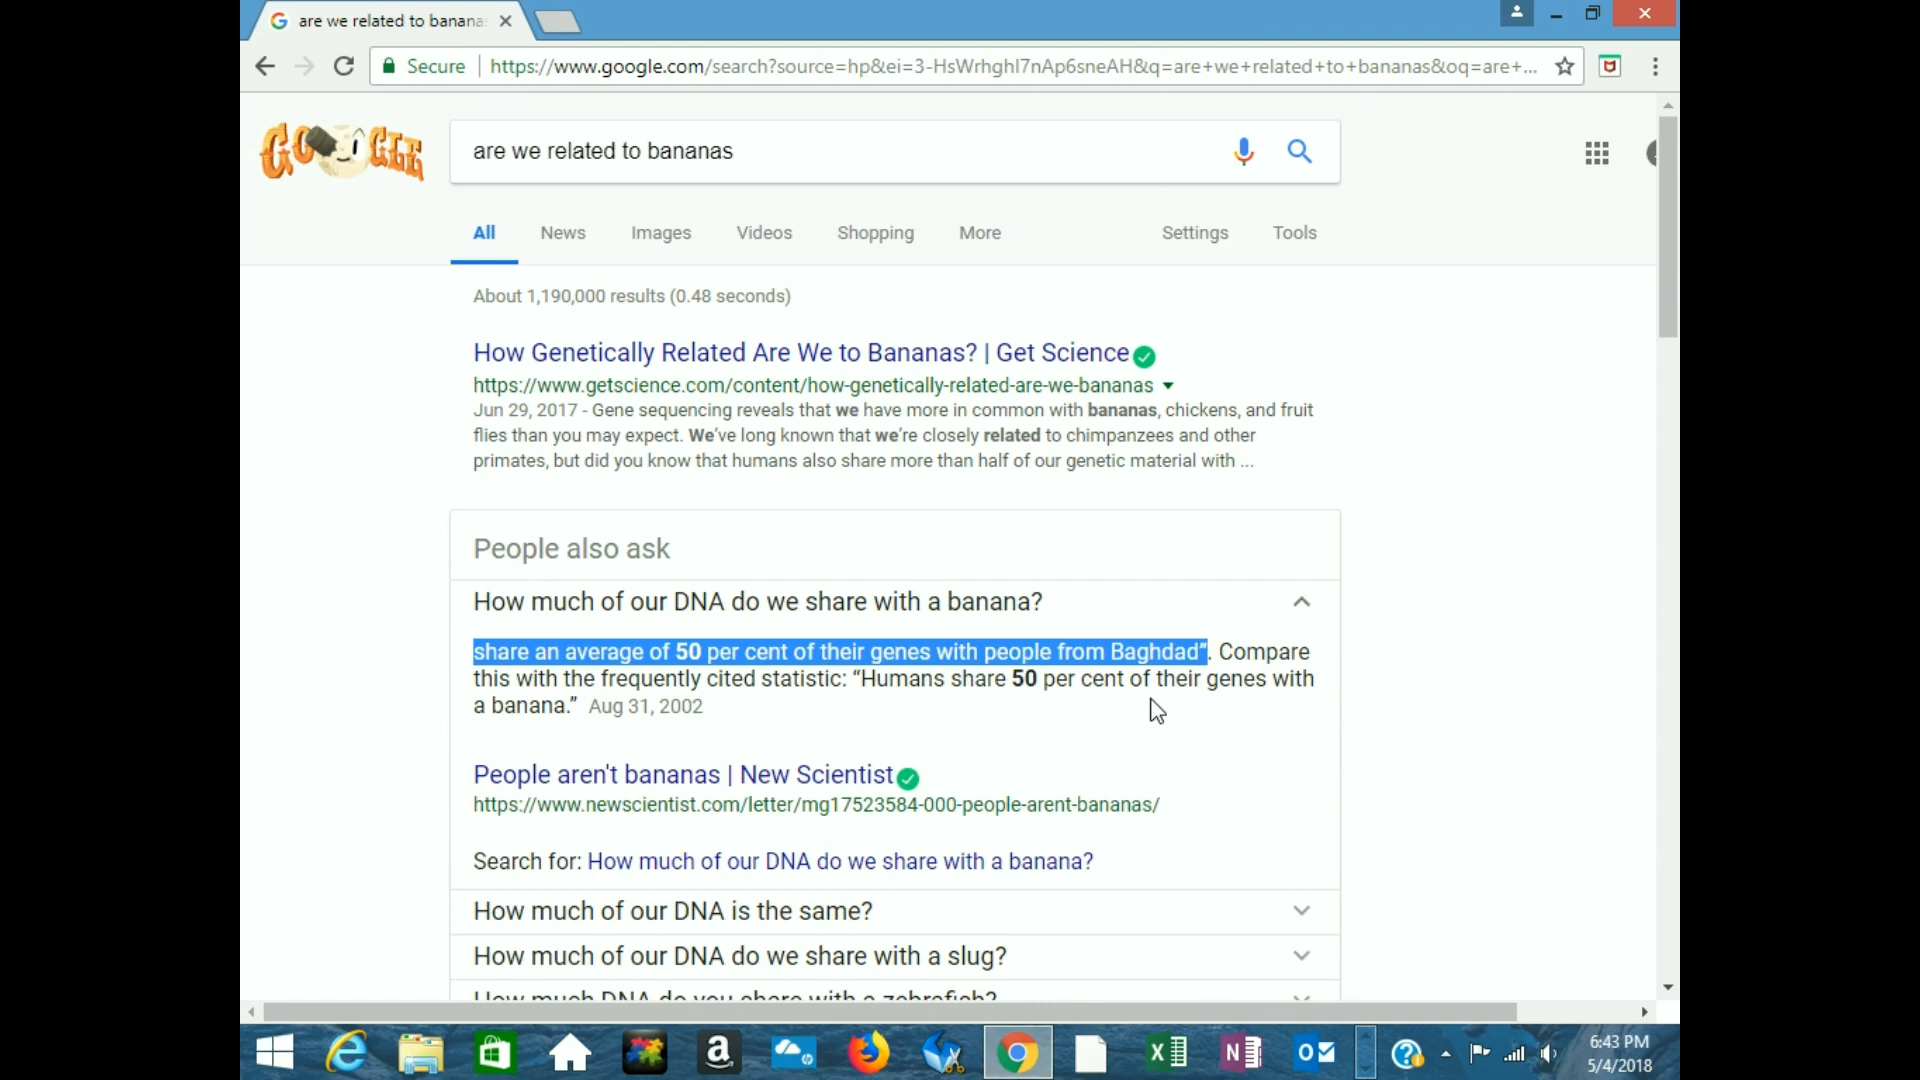 are we related to banana
Secure
https://www.google.com/search?source=hp&ei=3-HsWrhghI7nAp6sneAH&q=are+we+related+to+bananas&oq=are+...
GOOGLE
are we related to bananas
All News Images Videos Shopping More Settings Tools
About 1,190,000 results (0.48 seconds)
How Genetically Related Are We to Bananas? | Get Science
https://www.getscience.com/content/how-genetically-related-are-we-bananas
Jun 29, 2017 - Gene sequencing reveals that we have more in common with bananas, chickens, and fruit
flies than you may expect. We've long known that we're closely related to chimpanzees and other
primates, but did you know that humans also share more than half of our genetic material with ...
People also ask
How much of our DNA do we share with a banana?
share an average of 50 per cent of their genes with people from Baghdad”. Compare
this with the frequently cited statistic: “Humans share 50 per cent of their genes with
a banana.” Aug 31, 2002
People aren't bananas | New Scientist
https://www.newscientist.com/letter/mg17523584-000-people-arent-bananas/
Search for: How much of our DNA do we share with a banana?
How much of our DNA is the same?
How much of our DNA do we share with a slug?
How much DNA do you share with a zebrafish?
6:43 PM
5/4/2018